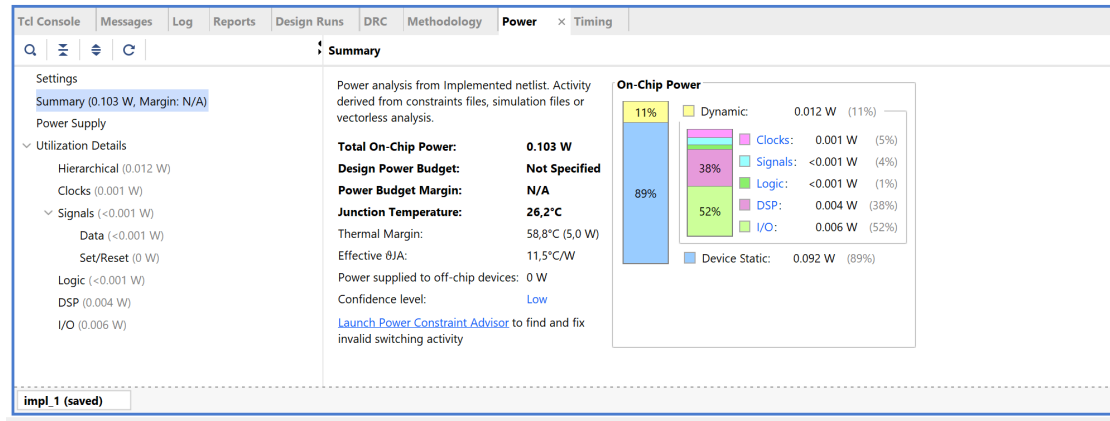 Tcl Console Messages Log Reports Design Runs DRC Methodology Power × Timing
Summary
Settings
Summary (0.103 W, Margin: N/A)
Power Supply
Utilization Details
Hierarchical (0.012 W)
Clocks (0.001 W)
Signals (<0.001 W)
Data (<0.001 W)
Set/Reset (0 W)
Logic (<0.001 W)
DSP (0.004 W)
I/O (0.006 W)
Power analysis from Implemented netlist. Activity
derived from constraints files, simulation files or
vectorless analysis.
Total On-Chip Power: 0.103 W
Design Power Budget: Not Specified
Power Budget Margin: N/A
Junction Temperature: 26,2°C
Thermal Margin: 58,8°C (5,0 W)
Effective ϑJA: 11,5°C/W
Power supplied to off-chip devices: 0 W
Confidence level: Low
Launch Power Constraint Advisor to find and fix
invalid switching activity
On-Chip Power
11%
89%
Dynamic: 0.012 W (11%)
38%
52%
Clocks: 0.001 W (5%)
Signals: <0.001 W (4%)
Logic: <0.001 W (1%)
DSP: 0.004 W (38%)
I/O: 0.006 W (52%)
Device Static: 0.092 W (89%)
impl_1 (saved)